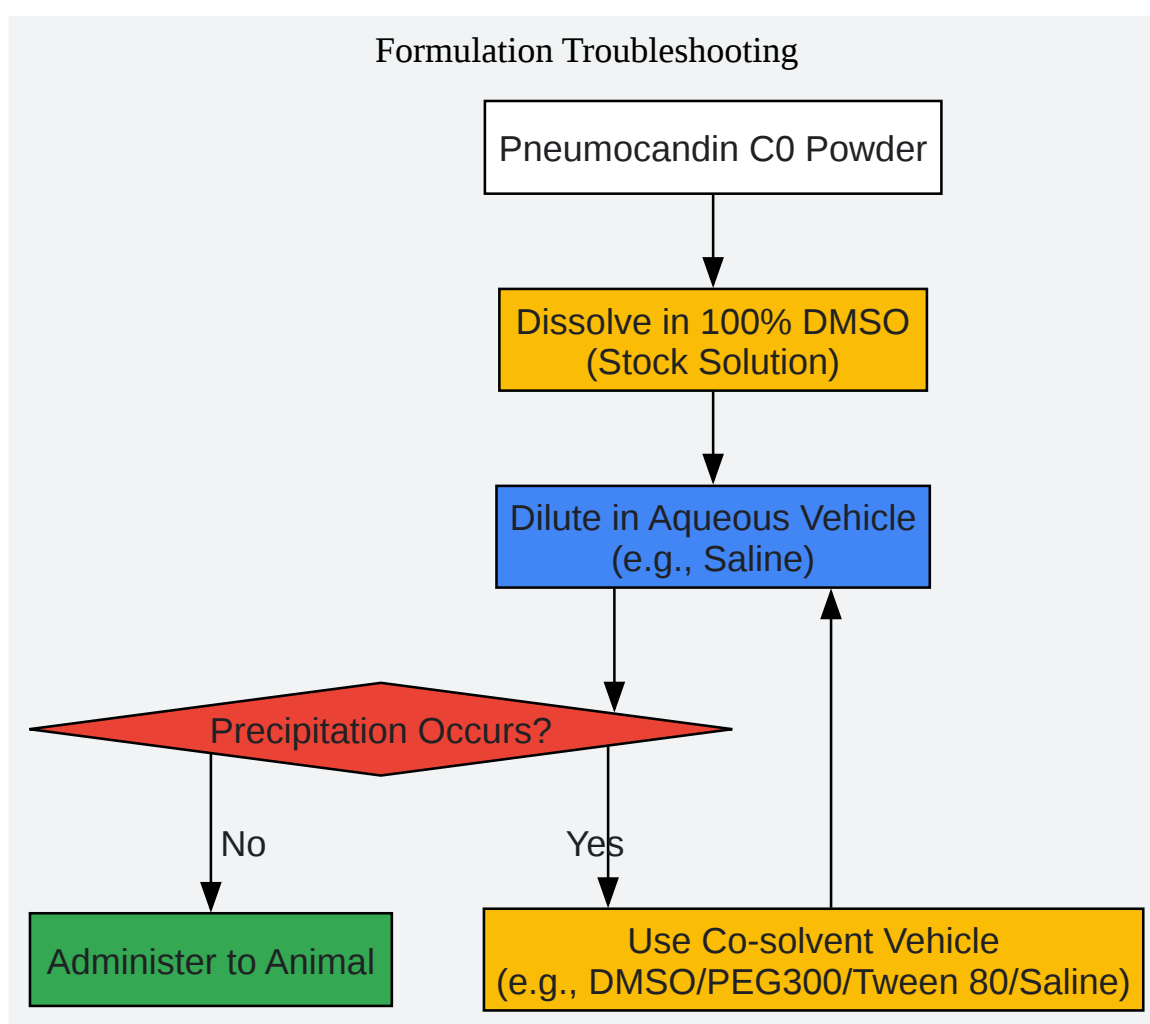 Formulation Troubleshooting
Pneumocandin C0 Powder
Dissolve in 100% DMSO
(Stock Solution)
Dilute in Aqueous Vehicle
(e.g., Saline)
Precipitation Occurs?
No
Yes
Administer to Animal
Use Co-solvent Vehicle
(e.g., DMSO/PEG300/Tween 80/Saline)